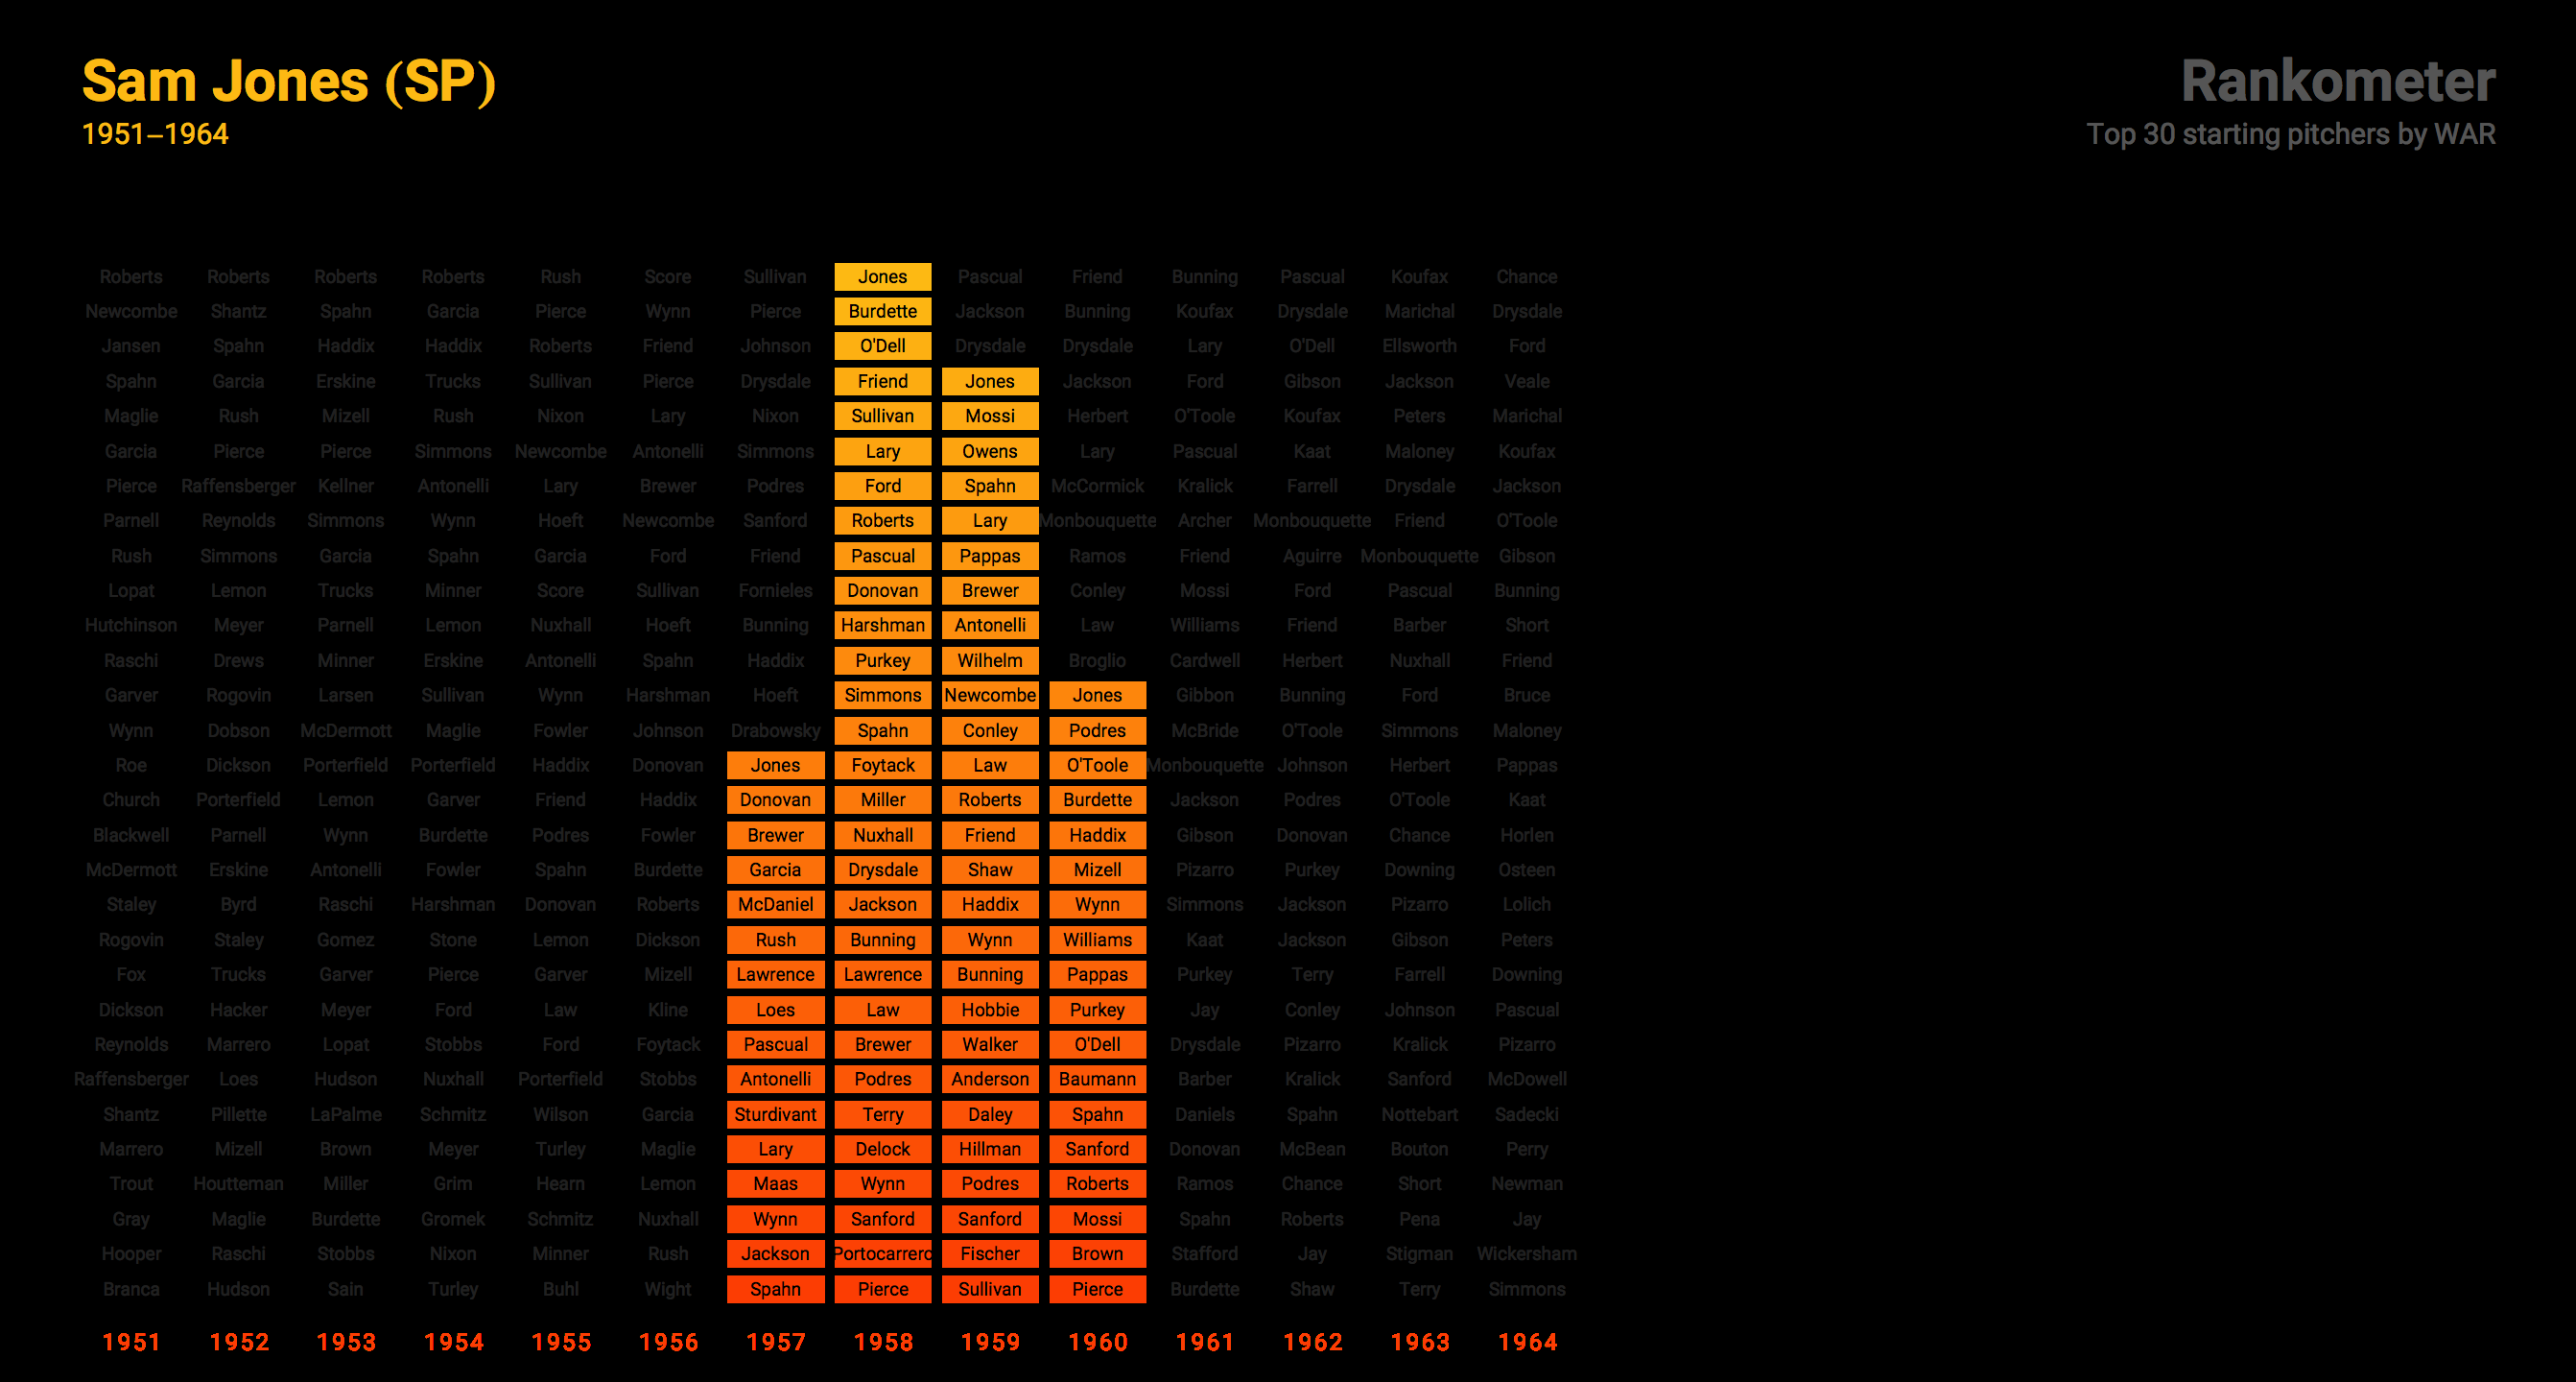 Sam Jones (SP)
1951–1964
Rankometer
Top 30 starting pitchers by WAR
Roberts Roberts Roberts Roberts Rush Score Sullivan Jones Pascual Friend Bunning Pascual Koufax Chance
Newcombe Shantz Spahn Garcia Pierce Wynn Pierce Burdette Jackson Bunning Koufax Drysdale Marichal Drysdale
Jansen Spahn Haddix Haddix Roberts Friend Johnson O'Dell Drysdale Drysdale Lary O'Dell Ellsworth Ford
Spahn Garcia Erskine Trucks Sullivan Pierce Drysdale Friend Jones Jackson Ford Gibson Jackson Veale
Maglie Rush Mizell Rush Nixon Lary Nixon Sullivan Mossi Herbert O'Toole Koufax Peters Marichal
Garcia Pierce Pierce Simmons Newcombe Antonelli Simmons Lary Owens Lary Pascual Kaat Maloney Koufax
Pierce Raffensberger Kellner Antonelli Lary Brewer Podres Ford Spahn McCormick Kralick Farrell Drysdale Jackson
Parnell Reynolds Simmons Wynn Hoeft Newcombe Sanford Roberts Lary Monbouquette Archer Monbouquette Friend O'Toole
Rush Simmons Garcia Spahn Garcia Ford Friend Pascual Pappas Ramos Friend Aguirre Monbouquette Gibson
Lopat Lemon Trucks Minner Score Sullivan Fornieles Donovan Brewer Conley Mossi Ford Pascual Bunning
Hutchinson Meyer Parnell Lemon Nuxhall Hoeft Bunning Harshman Antonelli Law Williams Friend Barber Short
Raschi Drews Minner Erskine Antonelli Spahn Haddix Purkey Wilhelm Broglio Cardwell Herbert Nuxhall Friend
Garver Rogovin Larsen Sullivan Wynn Harshman Hoeft Simmons Newcombe Jones Gibbon Bunning Ford Bruce
Wynn Dobson McDermott Maglie Fowler Johnson Drabowsky Spahn Conley Podres McBride O'Toole Simmons Maloney
Roe Dickson Porterfield Porterfield Haddix Donovan Jones Foytack Law O'Toole Monbouquette Johnson Herbert Pappas
Church Porterfield Lemon Garver Friend Haddix Donovan Miller Roberts Burdette Jackson Podres O'Toole Kaat
Blackwell Parnell Wynn Burdette Podres Fowler Brewer Nuxhall Friend Haddix Gibson Donovan Chance Horlen
McDermott Erskine Antonelli Fowler Spahn Burdette Garcia Drysdale Shaw Mizell Pizarro Purkey Downing Osteen
Staley Byrd Raschi Harshman Donovan Roberts McDaniel Jackson Haddix Wynn Simmons Jackson Pizarro Lolich
Rogovin Staley Gomez Stone Lemon Dickson Rush Bunning Wynn Williams Kaat Jackson Gibson Peters
Fox Trucks Garver Pierce Garver Mizell Lawrence Lawrence Bunning Pappas Purkey Terry Farrell Downing
Dickson Hacker Meyer Ford Law Kline Loes Law Hobbie Purkey Jay Conley Johnson Pascual
Reynolds Marrero Lopat Stobbs Ford Foytack Pascual Brewer Walker O'Dell Drysdale Pizarro Kralick Pizarro
Raffensberger Loes Hudson Nuxhall Porterfield Stobbs Antonelli Podres Anderson Baumann Barber Kralick Sanford McDowell
Shantz Pillette LaPalme Schmitz Wilson Garcia Sturdivant Terry Daley Spahn Daniels Spahn Nottebart Sadecki
Marrero Mizell Brown Meyer Turley Maglie Lary Delock Hillman Sanford Donovan McBean Bouton Perry
Trout Houtteman Miller Grim Hearn Lemon Maas Wynn Podres Roberts Ramos Chance Short Newman
Gray Maglie Burdette Gromek Schmitz Nuxhall Wynn Sanford Sanford Mossi Spahn Roberts Pena Jay
Hooper Raschi Stobbs Nixon Minner Rush Jackson Portocarrero Fischer Brown Stafford Jay Stigman Wickersham
Branca Hudson Sain Turley Buhl Wight Spahn Pierce Sullivan Pierce Burdette Shaw Terry Simmons
1951 1952 1953 1954 1955 1956 1957 1958 1959 1960 1961 1962 1963 1964